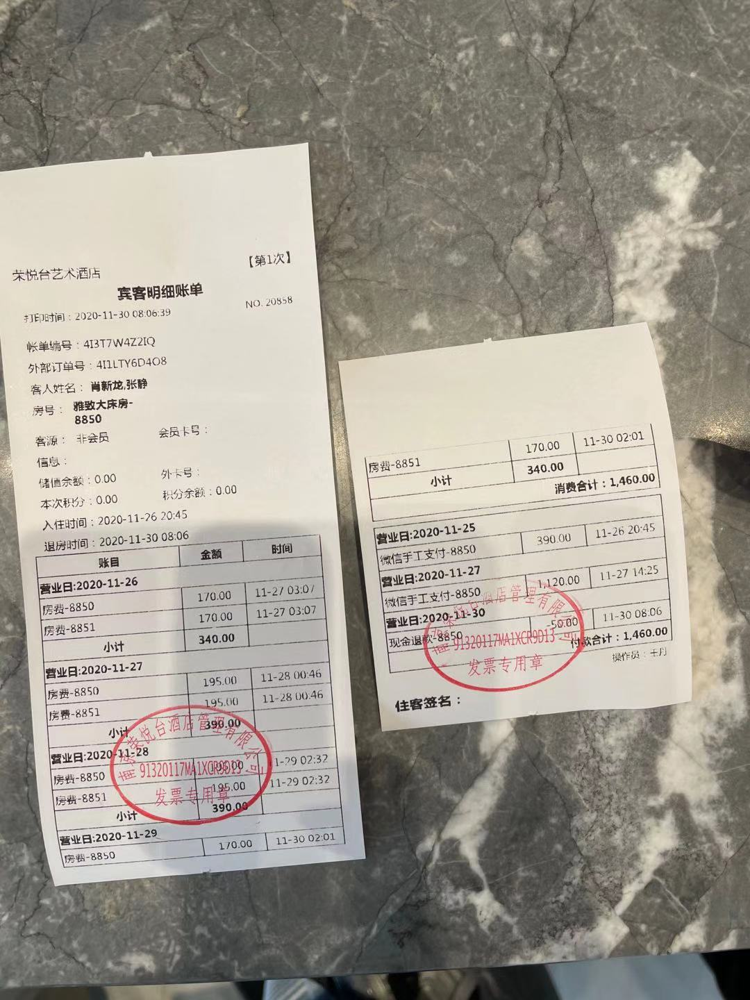 荣悦台艺术酒店
【第1次】
宾客明细账单
打印时间：2020-11-30 08:06:39
NO. 20858
帐单编号：4I3T7W4Z2IQ
外部订单号：4I1LTY6D4O8
客人姓名：肖新龙,张静
房号： 雅致大床房-
8850
客源： 非会员 会员卡号：
信息：
储值余额：0.00 外卡号：
本次积分：0.00 积分余额：0.00
入住时间：2020-11-26 20:45
退房时间：2020-11-30 08:06
账目 金额 时间
营业日:2020-11-26
房费-8850 170.00 11-27 03:07
房费-8851 170.00 11-27 03:07
小计 340.00
营业日:2020-11-27
房费-8850 195.00 11-28 00:46
房费-8851 195.00 11-28 00:46
小计 390.00
营业日:2020-11-28
房费-8850 195.00 11-29 02:32
房费-8851 195.00 11-29 02:32
小计 390.00
营业日:2020-11-29
房费-8850 170.00 11-30 02:01
南京荣悦台酒店管理有限公司
91320117MA1XCR9D13
发票专用章
房费-8851 170.00 11-30 02:01
小计 340.00
消费合计：1,460.00
营业日:2020-11-25
微信手工支付-8850 390.00 11-26 20:45
营业日:2020-11-27
微信手工支付-8850 1,120.00 11-27 14:25
营业日:2020-11-30
现金退款-8850 -50.00 11-30 08:06
付款合计：1,460.00
操作员：王丹
住客签名：
南京荣悦台酒店管理有限公司
91320117MA1XCR9D13
发票专用章